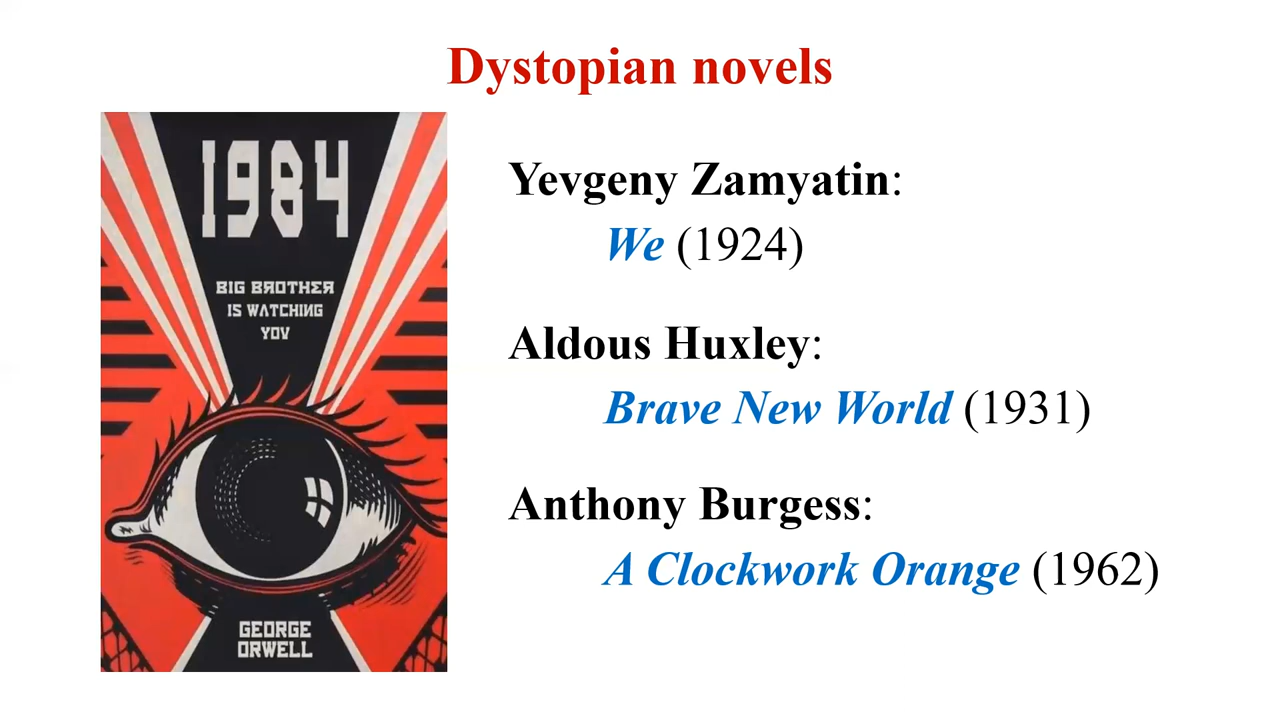 Dystopian novels
1984
BIG BROTHER
IS WATCHING
YOV
GEORGE
ORWELL
Yevgeny Zamyatin:
We (1924)
Aldous Huxley:
Brave New World (1931)
Anthony Burgess:
A Clockwork Orange (1962)